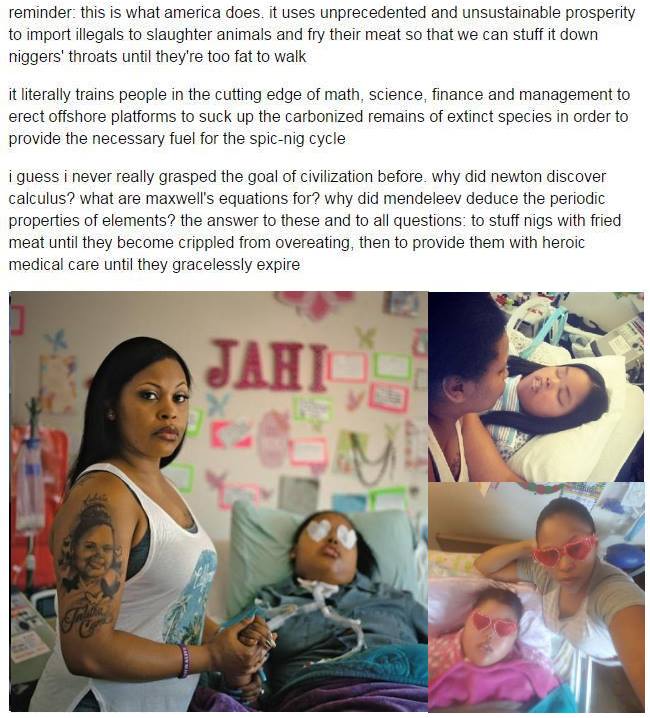 reminder: this is what america does. it uses unprecedented and unsustainable prosperity
to import illegals to slaughter animals and fry their meat so that we can stuff it down
niggers' throats until they're too fat to walk
it literally trains people in the cutting edge of math, science, finance and management to
erect offshore platforms to suck up the carbonized remains of extinct species in order to
provide the necessary fuel for the spic-nig cycle
i guess i never really grasped the goal of civilization before. why did newton discover
calculus? what are maxwell's equations for? why did mendeleev deduce the periodic
properties of elements? the answer to these and to all questions: to stuff nigs with fried
meat until they become crippled from overeating, then to provide them with heroic
medical care until they gracelessly expire
JAHI